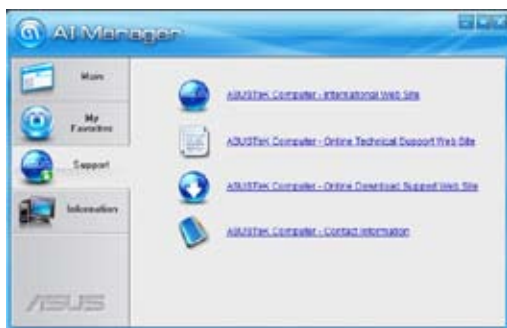 AI Manager
Main
My
Favorites
Support
Information
ASUSTeK Computer - International Web Site
ASUSTeK Computer - Online Technical Support Web Site
ASUSTeK Computer - Online Download Support Web Site
ASUSTeK Computer - Contact Information
ASUS